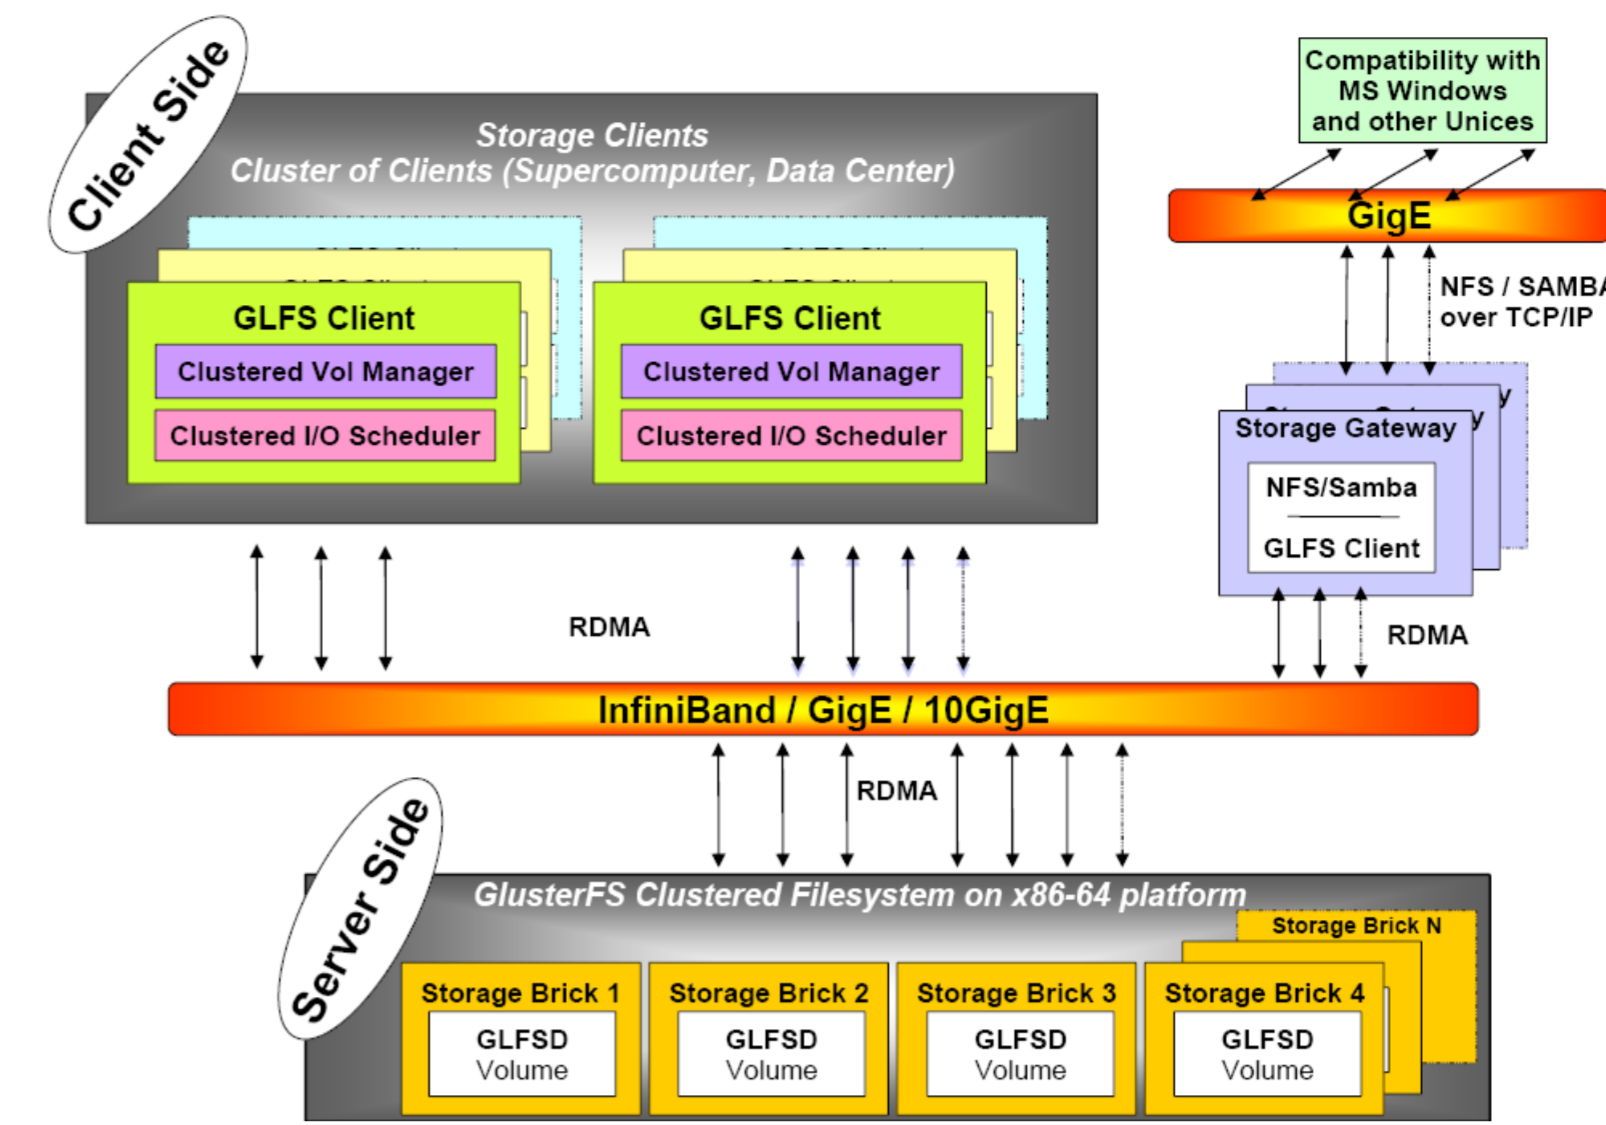 Client Side
Storage Clients
Cluster of Clients (Supercomputer, Data Center)
GLFS Client
Clustered Vol Manager
Clustered I/O Scheduler
GLFS Client
Clustered Vol Manager
Clustered I/O Scheduler
Compatibility with
MS Windows
and other Unices
GigE
NFS / SAMBA
over TCP/IP
Storage Gateway
NFS/Samba
GLFS Client
RDMA
RDMA
InfiniBand / GigE / 10GigE
RDMA
Server Side
GlusterFS Clustered Filesystem on x86-64 platform
Storage Brick N
Storage Brick 1
GLFSD
Volume
Storage Brick 2
GLFSD
Volume
Storage Brick 3
GLFSD
Volume
Storage Brick 4
GLFSD
Volume